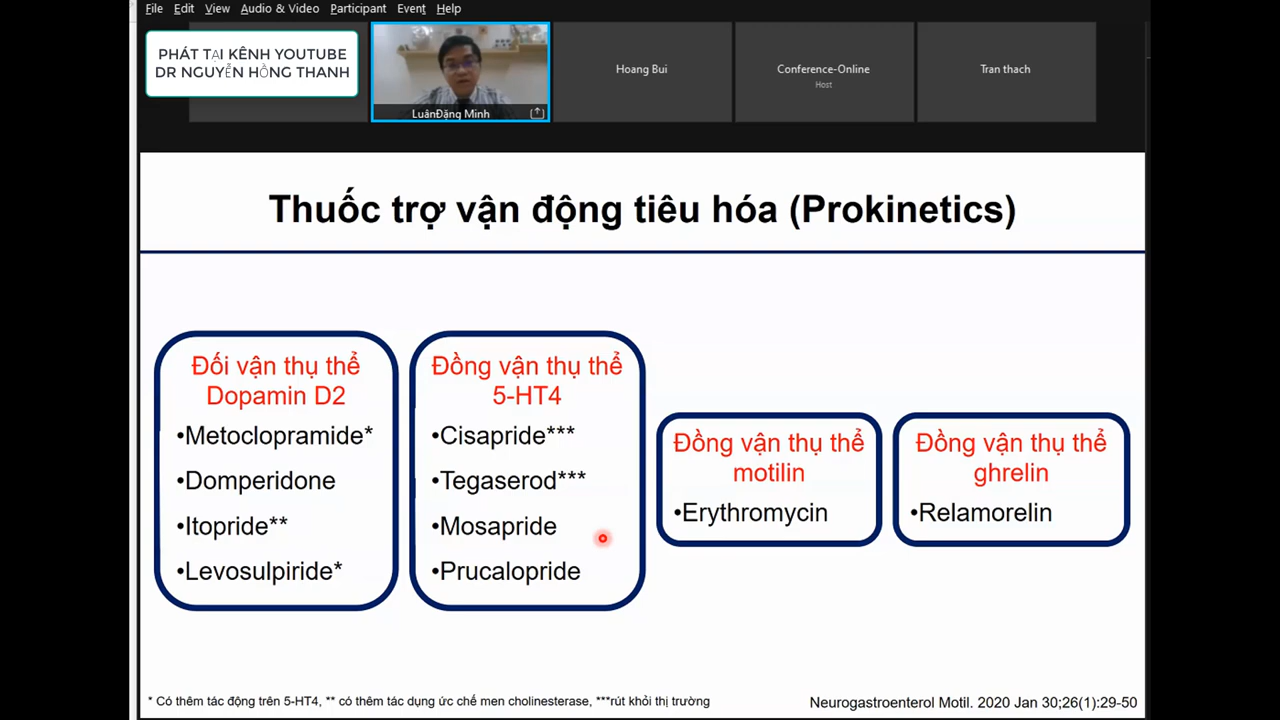 File Edit View Audio & Video Participant Event Help
PHÁT TẠI KÊNH YOUTUBE
DR NGUYỄN HỒNG THANH
LuânĐặng Minh
Hoang Bui
Conference-Online
Host
Tran thach
Thuốc trợ vận động tiêu hóa (Prokinetics)
Đối vận thụ thể
Dopamin D2
•Metoclopramide*
•Domperidone
•Itopride**
•Levosulpiride*
Đồng vận thụ thể
5-HT4
•Cisapride***
•Tegaserod***
•Mosapride
•Prucalopride
Đồng vận thụ thể
motilin
•Erythromycin
Đồng vận thụ thể
ghrelin
•Relamorelin
* Có thêm tác động trên 5-HT4, ** có thêm tác dụng ức chế men cholinesterase, ***rút khỏi thị trường
Neurogastroenterol Motil. 2020 Jan 30;26(1):29-50